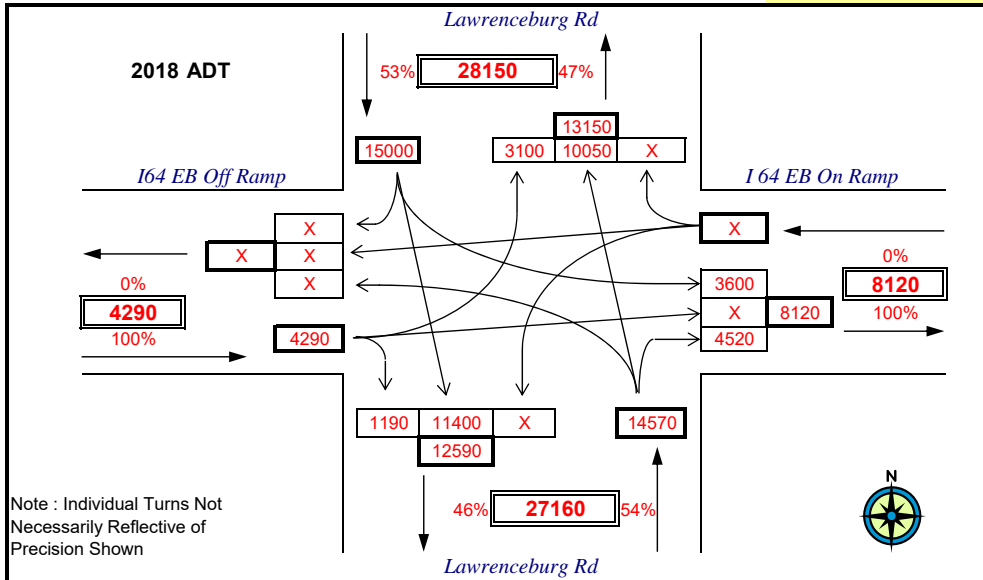 Lawrenceburg Rd
2018 ADT
53% 28150 47%
13150
15000 3100 10050 X
I64 EB Off Ramp I 64 EB On Ramp
X X
X X 0%
0% X 3600 8120
4290 X 8120 100%
100% 4290 4520
1190 11400 X 14570
12590
N
Note : Individual Turns Not
Necessarily Reflective of
Precision Shown
46% 27160 54%
Lawrenceburg Rd